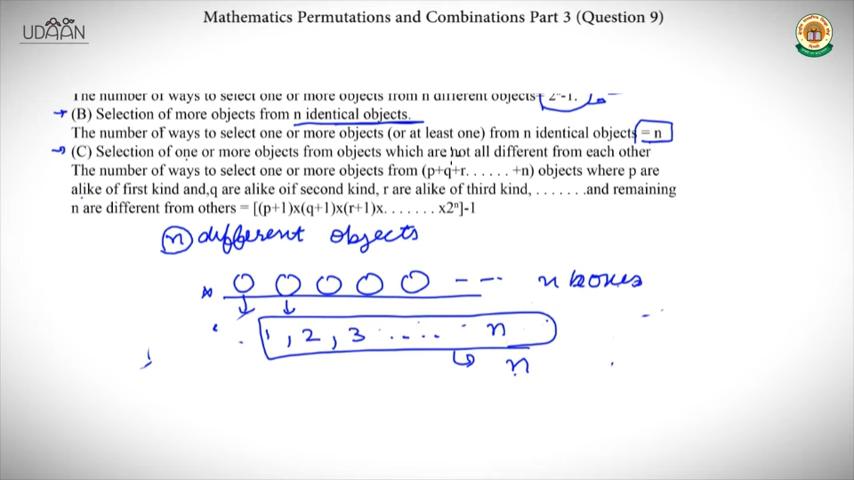 Mathematics Permutations and Combinations Part 3 (Question 9)
UDAAN
The number of ways to select one or more objects from n different objects 2ⁿ-1.
(B) Selection of more objects from n identical objects.
The number of ways to select one or more objects (or at least one) from n identical objects = n
(C) Selection of one or more objects from objects which are not all different from each other
The number of ways to select one or more objects from (p+q+r. . . . . . +n) objects where p are
alike of first kind and,q are alike oif second kind, r are alike of third kind, . . . . . . .and remaining
n are different from others = [(p+1)x(q+1)x(r+1)x. . . . . . . x2ⁿ]-1
n different objects
n boxes
1, 2, 3 ..... n
n